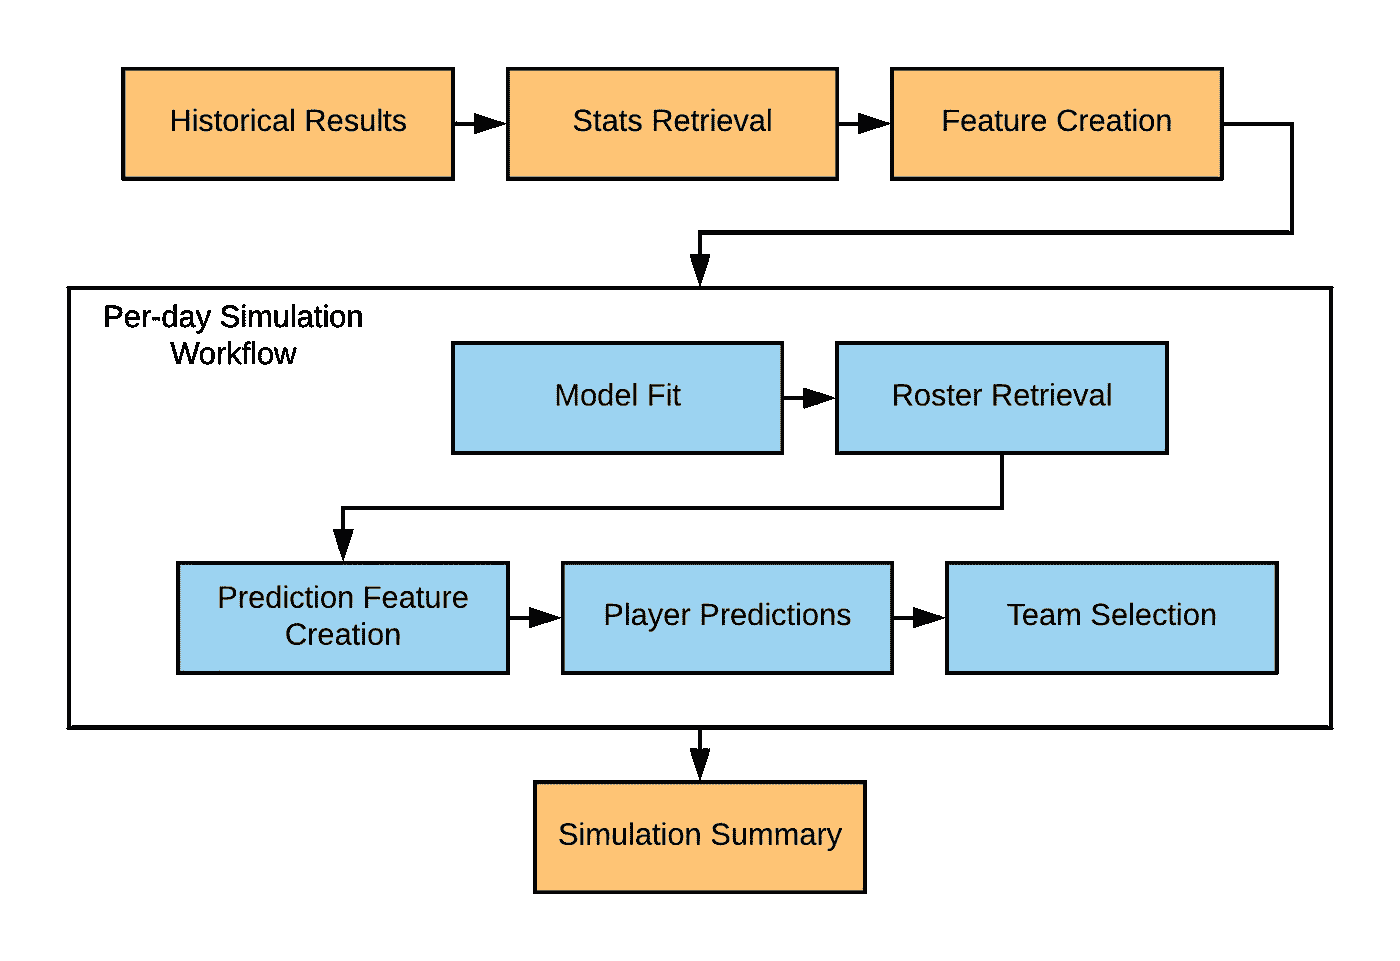 Historical Results
Stats Retrieval
Feature Creation
Per-day Simulation
Workflow
Model Fit
Roster Retrieval
Prediction Feature
Creation
Player Predictions
Team Selection
Simulation Summary